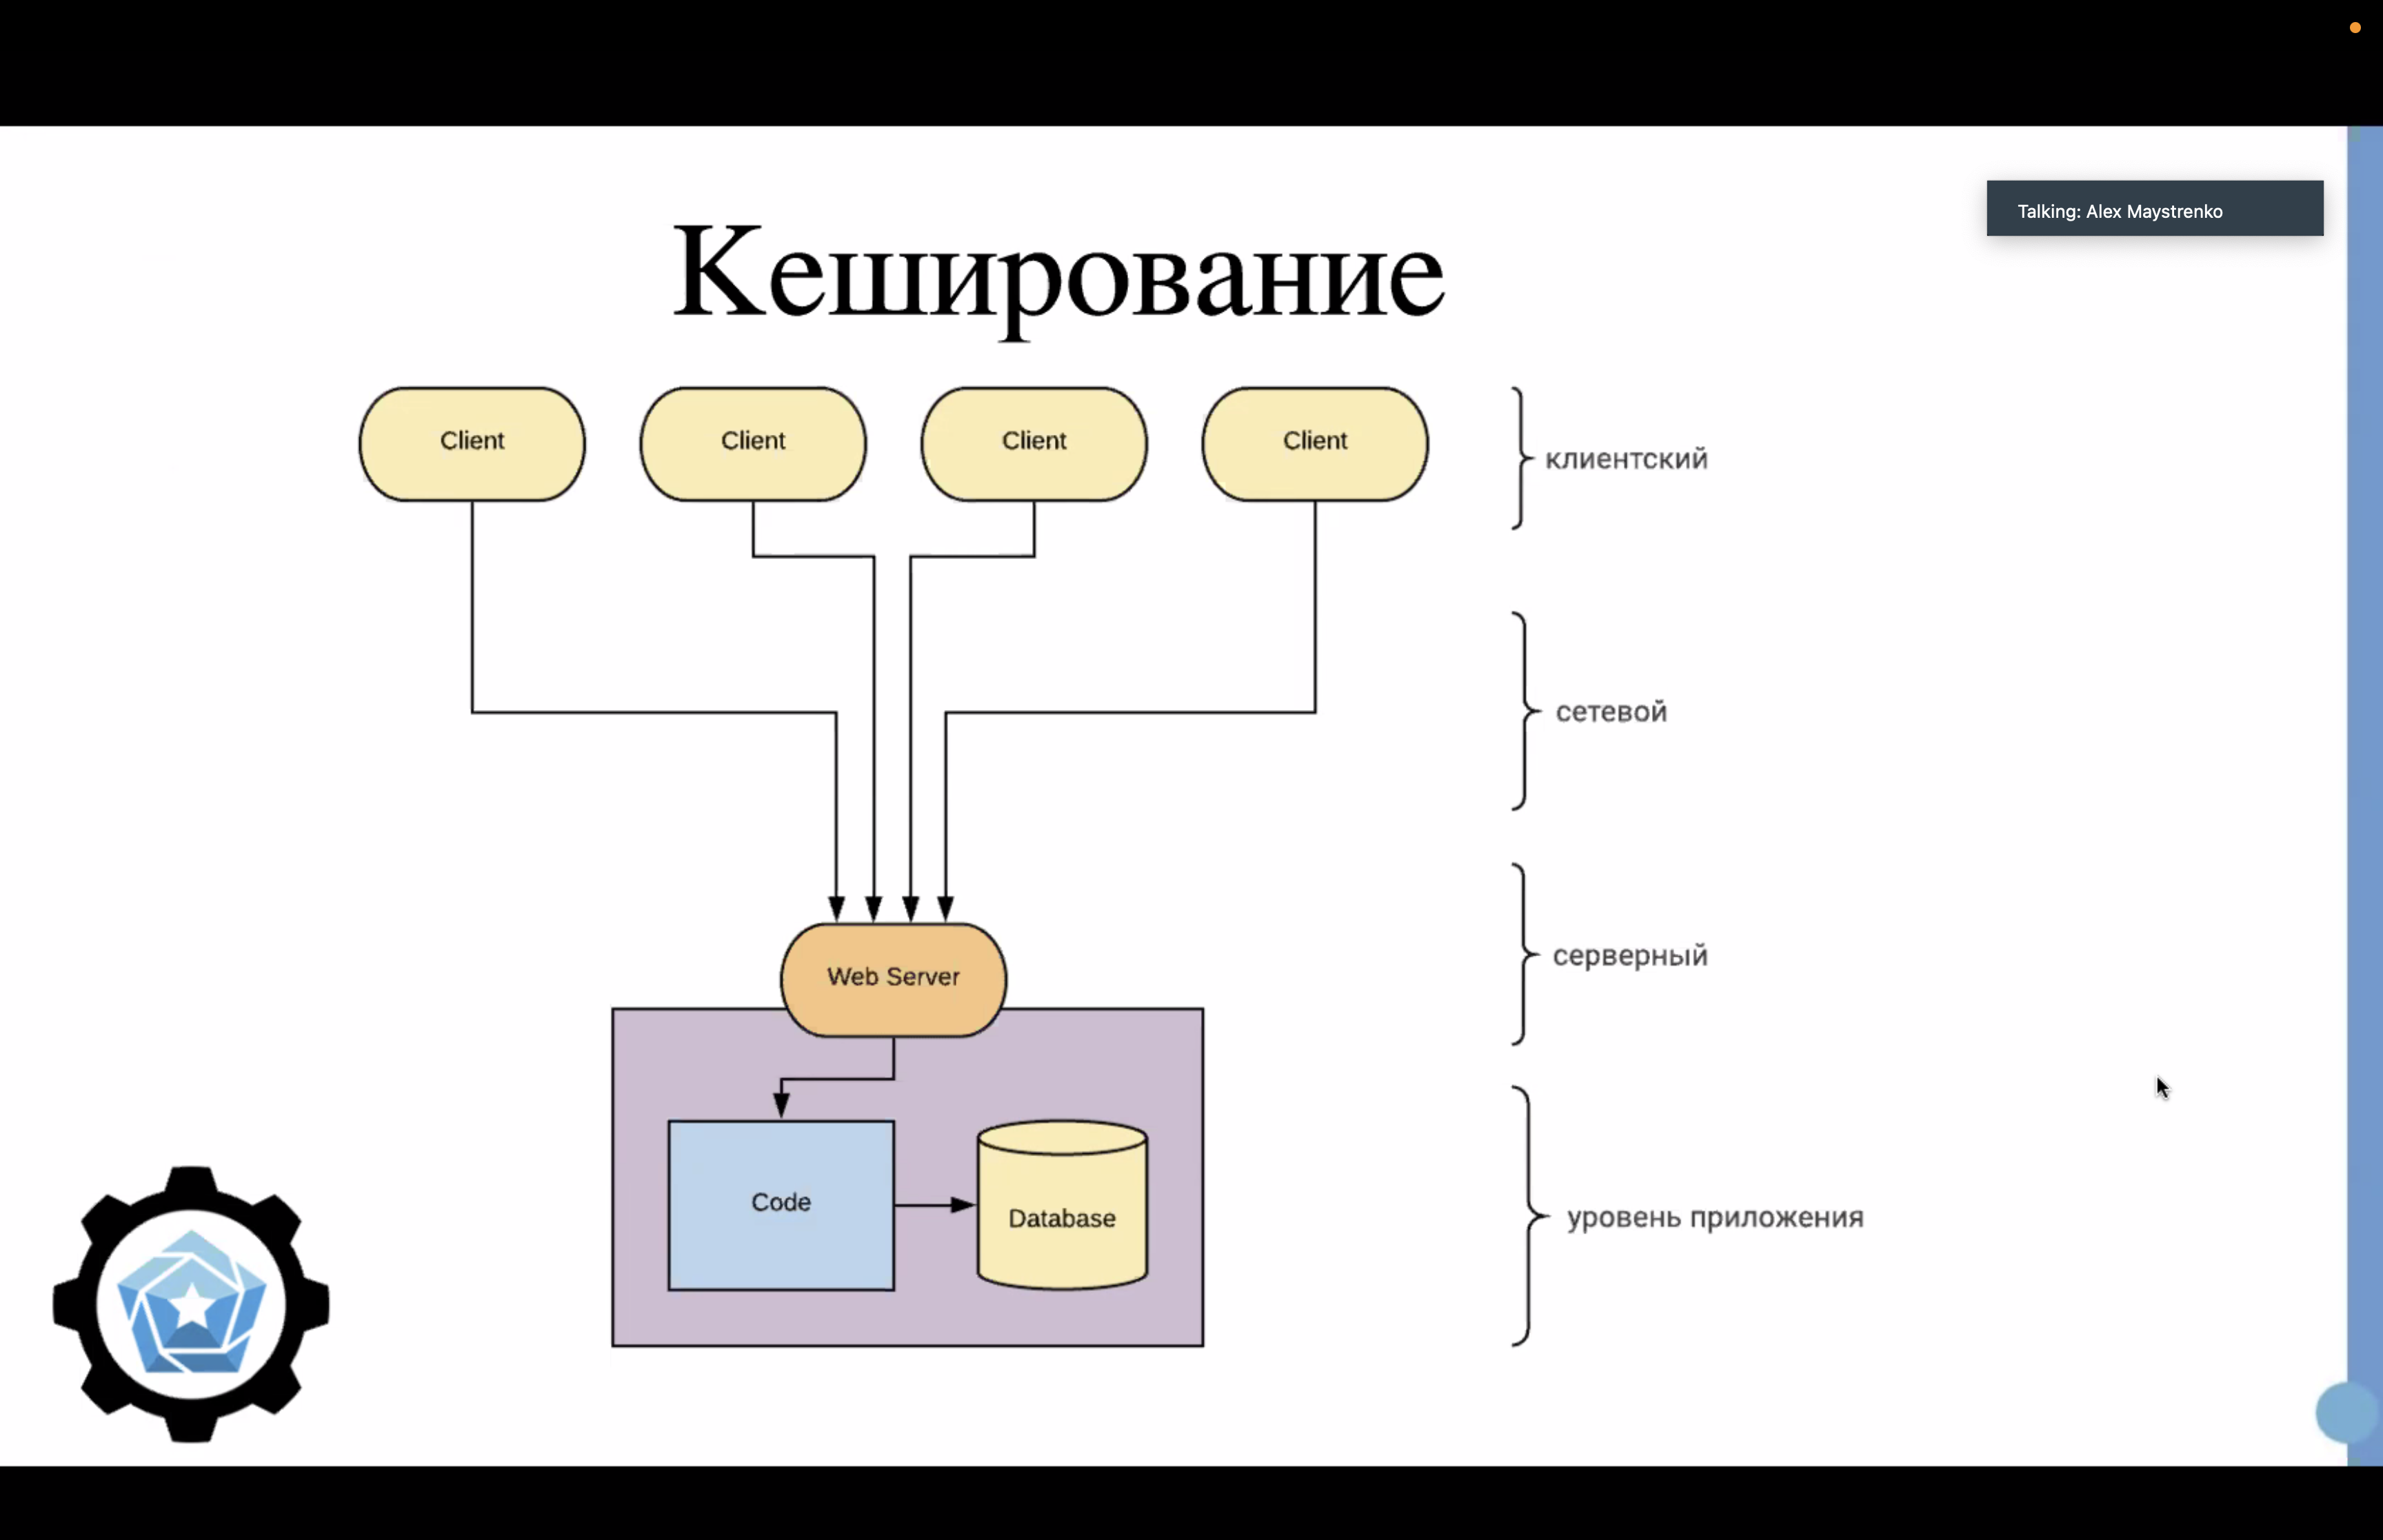 Talking: Alex Maystrenko
Кеширование
Client
Client
Client
Client
клиентский
сетевой
Web Server
серверный
Code
Database
уровень приложения